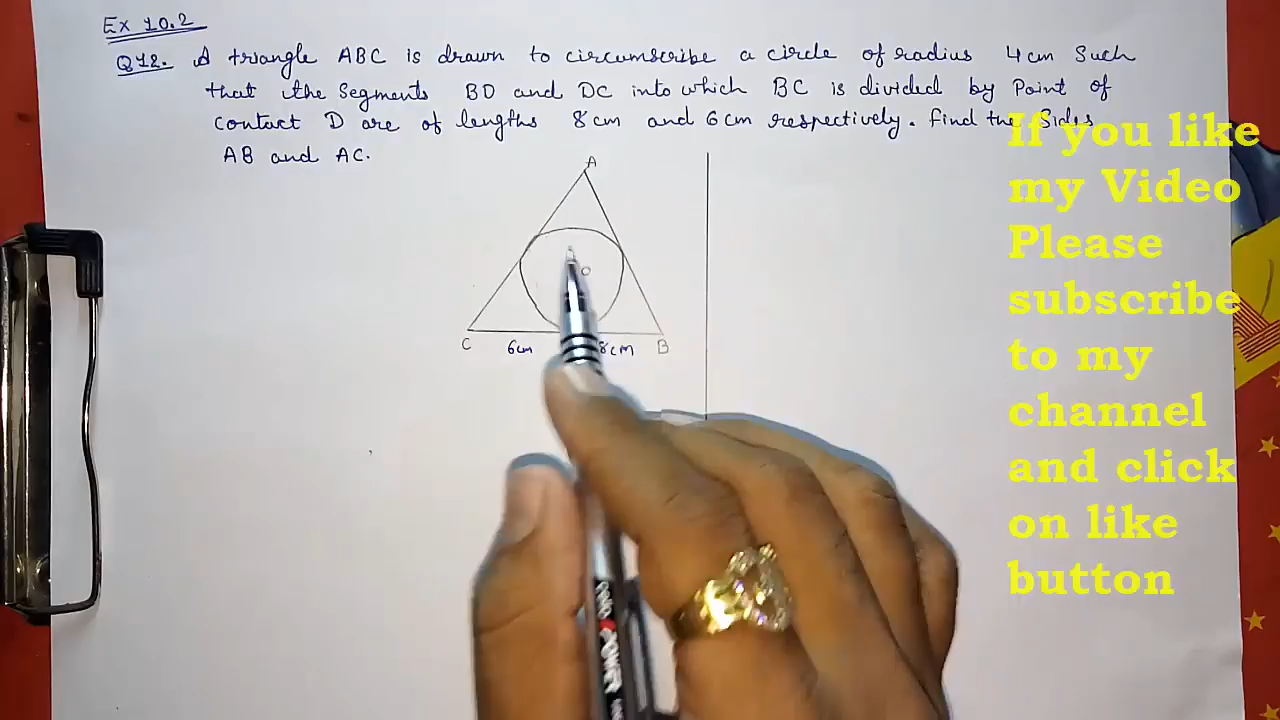 Ex 10.2
Q12. A triangle ABC is drawn to circumscribe a circle of radius 4cm Such
that the Segments BD and DC into which BC is divided by Point of
contact D are of lengths 8cm and 6cm respectively. find the Sides
AB and AC.
A
O
C
6cm
8cm
B
If you like
my Video
Please
subscribe
to my
channel
and click
on like
button